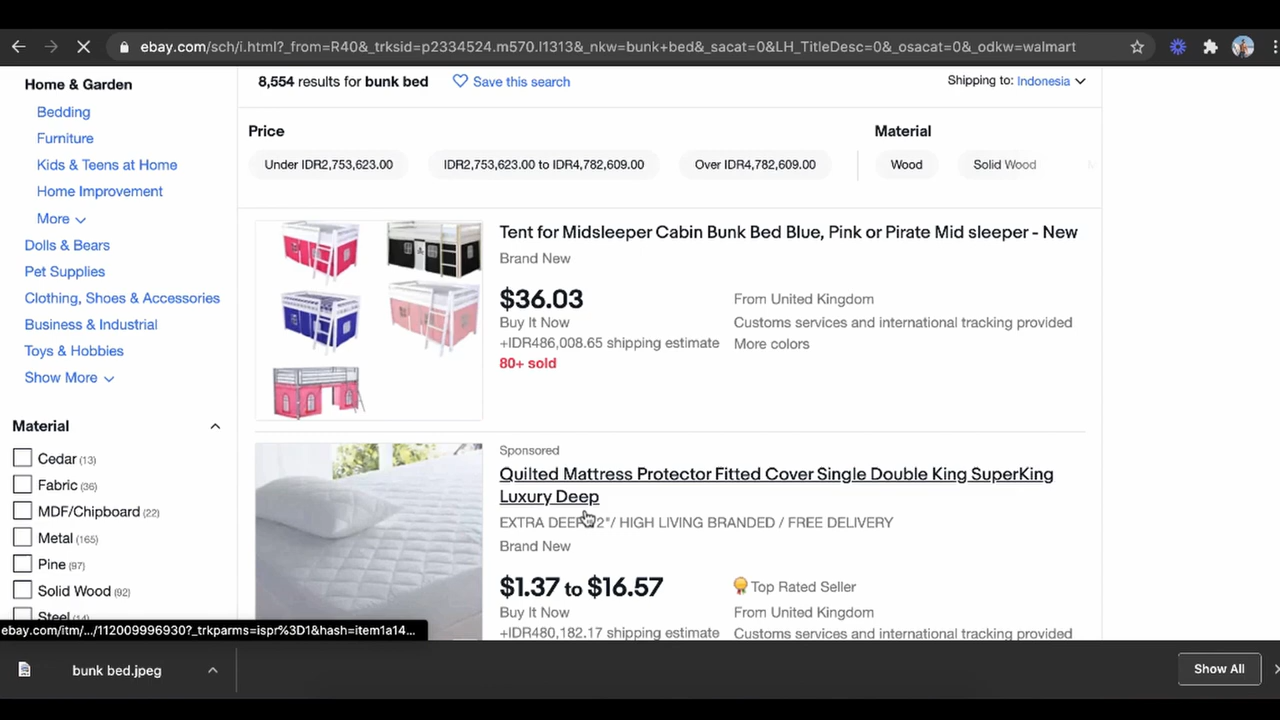 ebay.com/sch/i.html?_from=R40&_trksid=p2334524.m570.l1313&_nkw=bunk+bed&_sacat=0&LH_TitleDesc=0&_osacat=0&_odkw=walmart
Home & Garden
Bedding
Furniture
Kids & Teens at Home
Home Improvement
More
Dolls & Bears
Pet Supplies
Clothing, Shoes & Accessories
Business & Industrial
Toys & Hobbies
Show More
Material
Cedar (13)
Fabric (36)
MDF/Chipboard (22)
Metal (165)
Pine (97)
Solid Wood (92)
Steel (14)
8,554 results for bunk bed
Save this search
Shipping to: Indonesia
Price
Under IDR2,753,623.00
IDR2,753,623.00 to IDR4,782,609.00
Over IDR4,782,609.00
Material
Wood
Solid Wood
Tent for Midsleeper Cabin Bunk Bed Blue, Pink or Pirate Mid sleeper - New
Brand New
$36.03
Buy It Now
+IDR486,008.65 shipping estimate
80+ sold
From United Kingdom
Customs services and international tracking provided
More colors
Sponsored
Quilted Mattress Protector Fitted Cover Single Double King SuperKing
Luxury Deep
EXTRA DEEP 2"/ HIGH LIVING BRANDED / FREE DELIVERY
Brand New
$1.37 to $16.57
Buy It Now
+IDR480,182.17 shipping estimate
Top Rated Seller
From United Kingdom
Customs services and international tracking provided
ebay.com/itm/.../112009996930?_trkparms=ispr%3D1&hash=item1a14...
bunk bed.jpeg
Show All